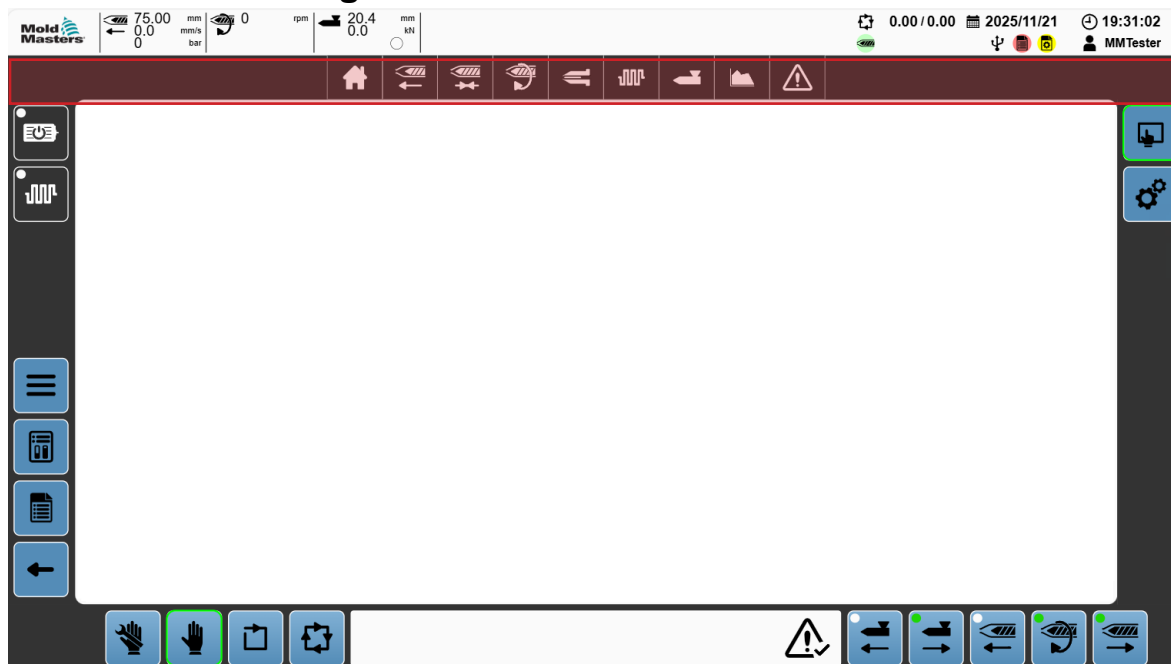 Mold
Masters
75.00 mm
0.0 mm/s
0 bar
0 rpm
20.4 mm
0.0 kN
0.00 / 0.00
2025/11/21
19:31:02
MMTester